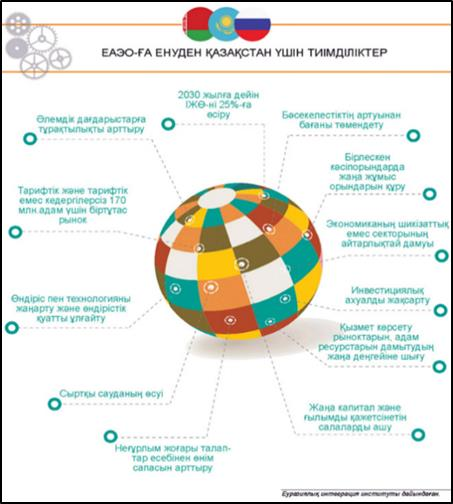 ЕАЭО-ҒА ЕНУДЕН ҚАЗАҚСТАН ҮШІН ТИІМДІЛІКТЕР
2030 жылға дейін
ІЖӨ-ні 25%-ға
өсіру
Әлемдік дағдарыстарға
тұрақтылықты арттыру
Бәсекелестіктің артуынан
бағаны төмендету
Бірлескен
кәсіпорындарда
жаңа жұмыс
орындарын құру
Тарифтік және тарифтік
емес кедергілерсіз 170
млн.адам үшін біртұтас
рынок
Экономиканың шикізаттық
емес секторының
айтарлықтай дамуы
Өндіріс пен технологияны
жаңарту және өндірістік
қуатты ұлғайту
Инвестициялық
ахуалды жақсарту
Қызмет көрсету
рыноктарын, адам
ресурстарын дамытудың
жаңа деңгейіне шығу
Сыртқы сауданың өсуі
Жаңа капитал және
ғылымды қажетсінетін
салаларды ашу
Неғұрлым жоғары талап-
тар есебінен өнім
сапасын арттыру
Еуразиялық интеграция институты дайындаған.